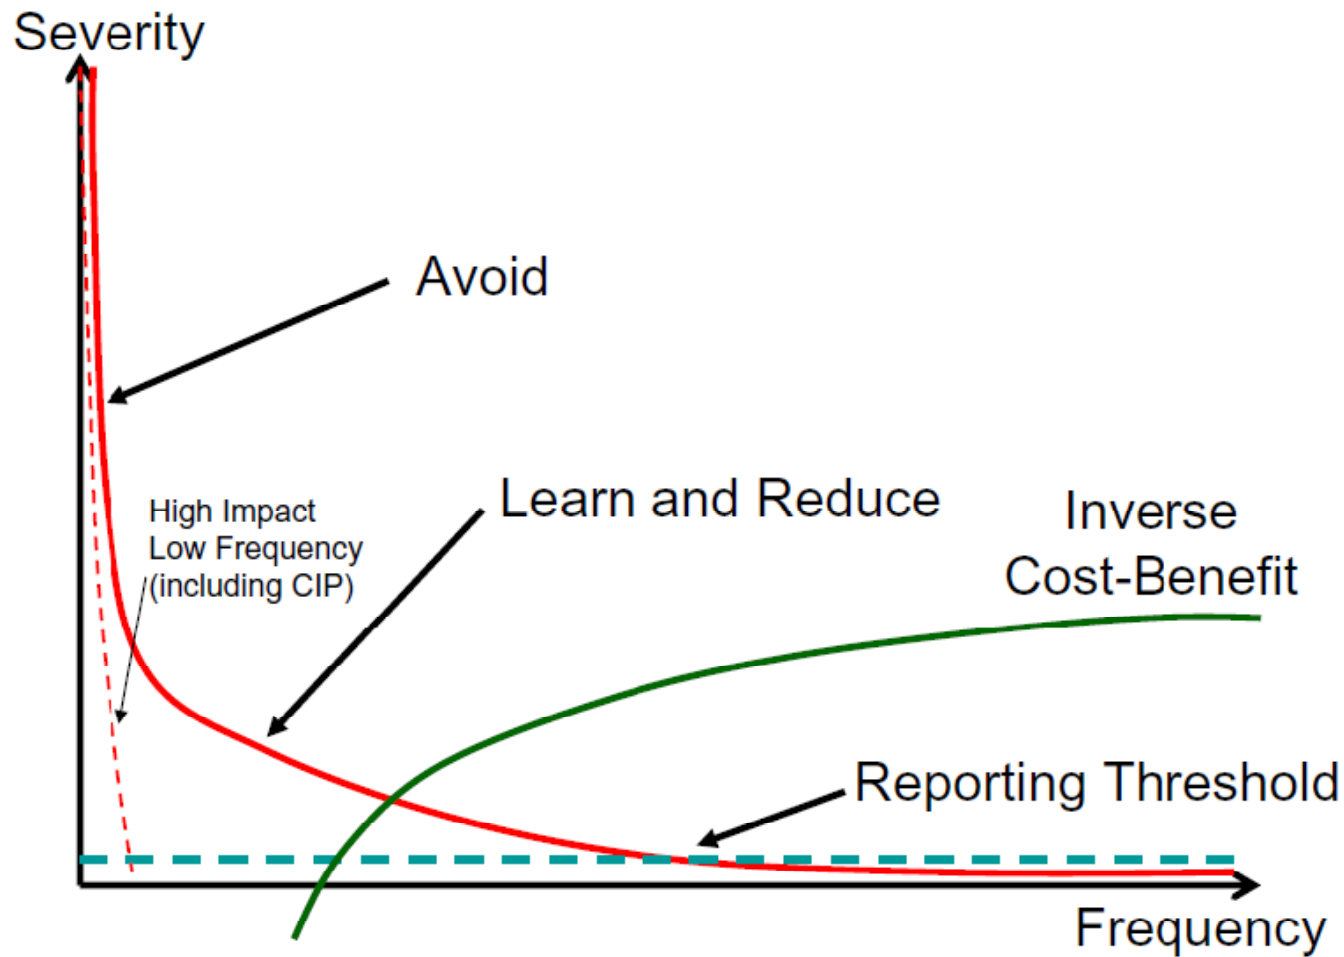 Severity
Avoid
High Impact
Low Frequency
(including CIP)
Learn and Reduce
Inverse
Cost-Benefit
Reporting Threshold
Frequency